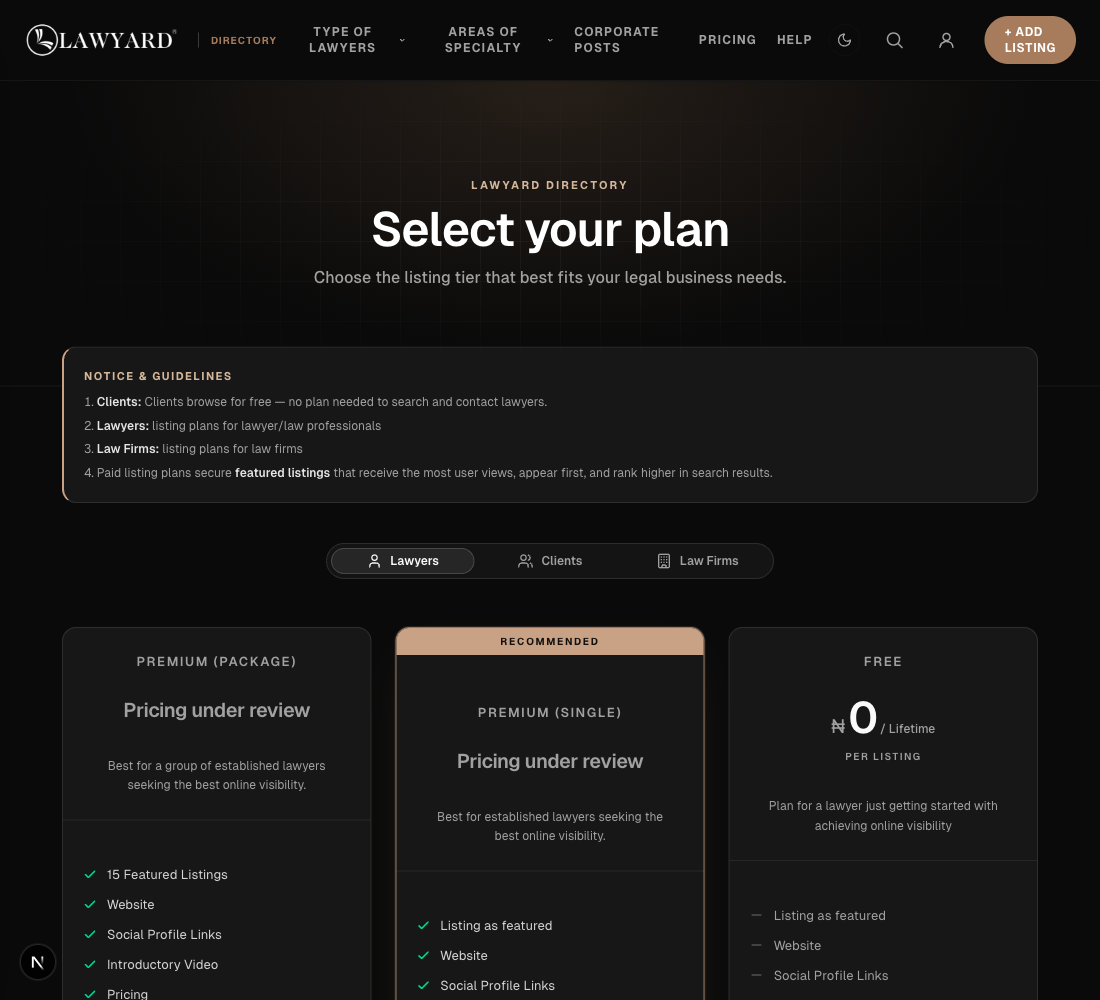 LAWYARD®
DIRECTORY
TYPE OF
LAWYERS
AREAS OF
SPECIALTY
CORPORATE
POSTS
PRICING
HELP
+ ADD
LISTING
LAWYARD DIRECTORY
Select your plan
Choose the listing tier that best fits your legal business needs.
NOTICE & GUIDELINES
1. Clients: Clients browse for free — no plan needed to search and contact lawyers.
2. Lawyers: listing plans for lawyer/law professionals
3. Law Firms: listing plans for law firms
4. Paid listing plans secure featured listings that receive the most user views, appear first, and rank higher in search results.
Lawyers
Clients
Law Firms
PREMIUM (PACKAGE)
Pricing under review
Best for a group of established lawyers
seeking the best online visibility.
15 Featured Listings
Website
Social Profile Links
Introductory Video
Pricing
RECOMMENDED
PREMIUM (SINGLE)
Pricing under review
Best for established lawyers seeking the
best online visibility.
Listing as featured
Website
Social Profile Links
FREE
₦0 / Lifetime
PER LISTING
Plan for a lawyer just getting started with
achieving online visibility
Listing as featured
Website
Social Profile Links
N